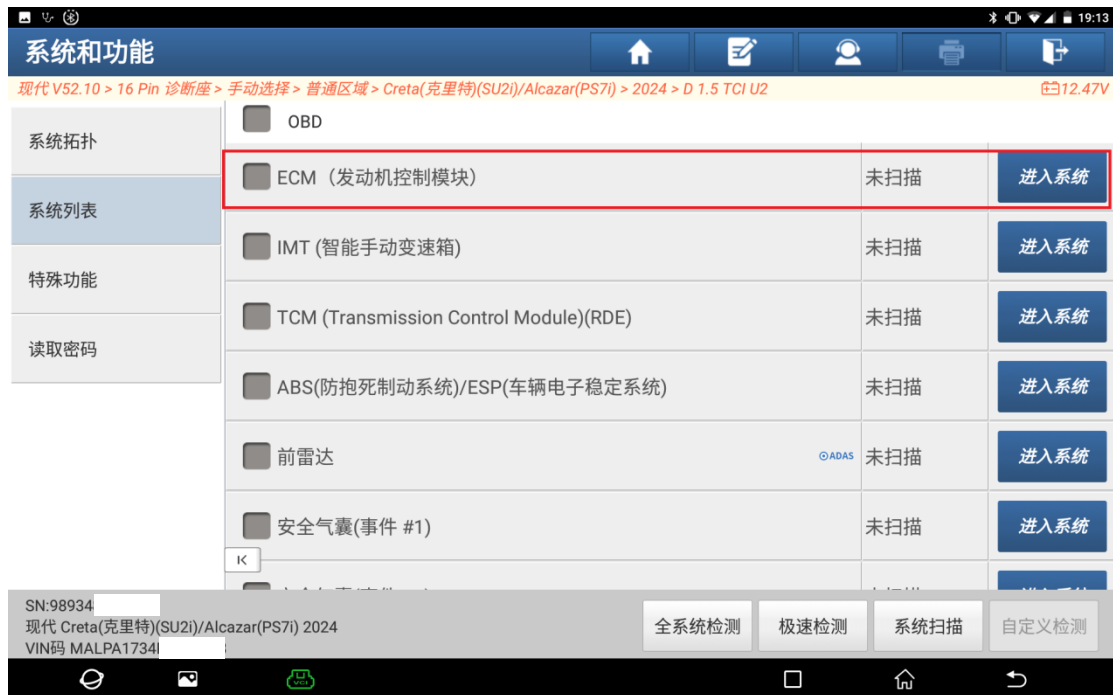 19:13
系统和功能
现代 V52.10 > 16 Pin 诊断座 > 手动选择 > 普通区域 > Creta(克里特)(SU2i)/Alcazar(PS7i) > 2024 > D 1.5 TCI U2 12.47V
系统拓扑
系统列表
特殊功能
读取密码
OBD
ECM（发动机控制模块） 未扫描 进入系统
IMT (智能手动变速箱) 未扫描 进入系统
TCM (Transmission Control Module)(RDE) 未扫描 进入系统
ABS(防抱死制动系统)/ESP(车辆电子稳定系统) 未扫描 进入系统
前雷达 ADAS 未扫描 进入系统
安全气囊(事件 #1) 未扫描 进入系统
SN:98934
现代 Creta(克里特)(SU2i)/Alcazar(PS7i) 2024
VIN码 MALPA1734
全系统检测 极速检测 系统扫描 自定义检测
VCI